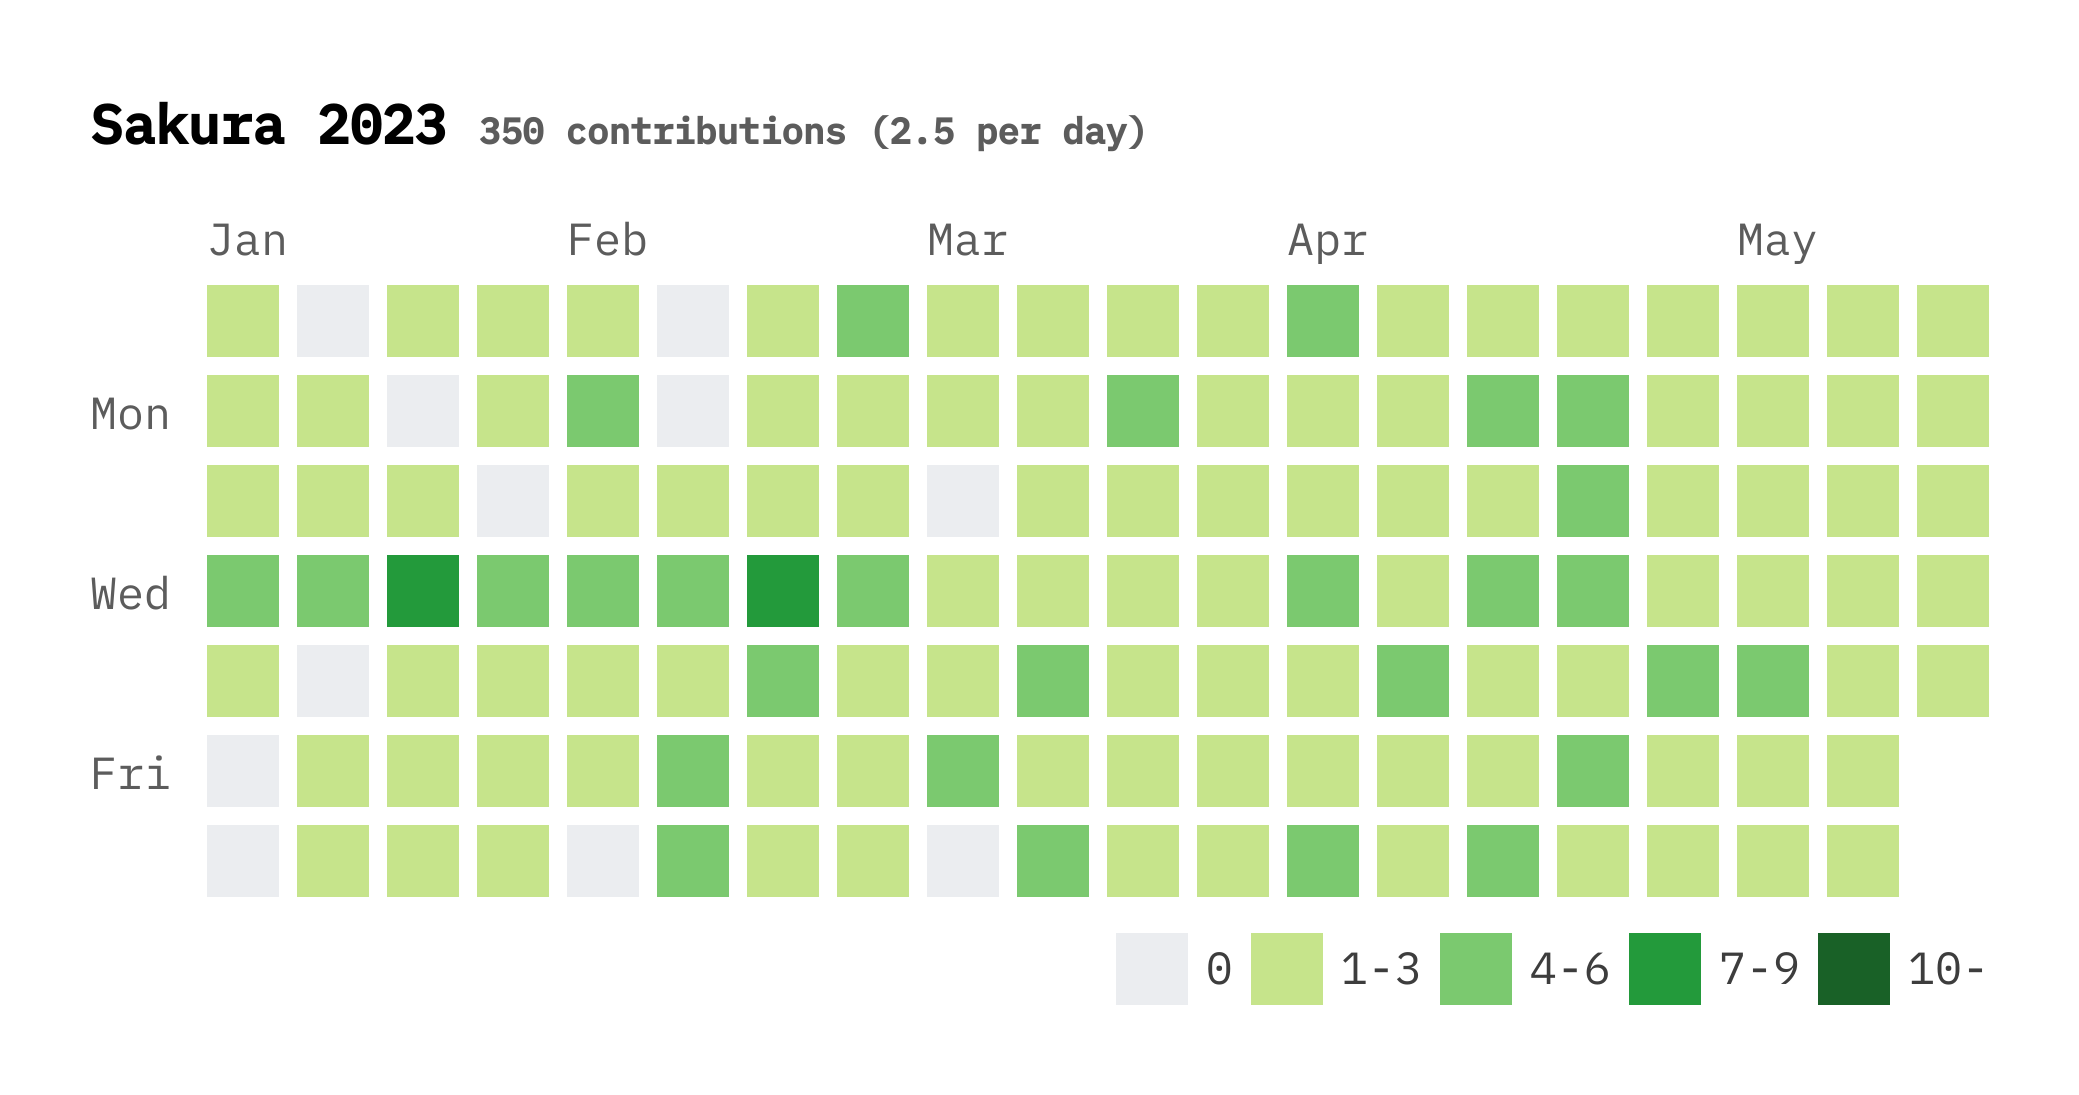 Sakura 2023 350 contributions (2.5 per day)
Jan Feb Mar Apr May
Mon
Wed
Fri
0 1-3 4-6 7-9 10-